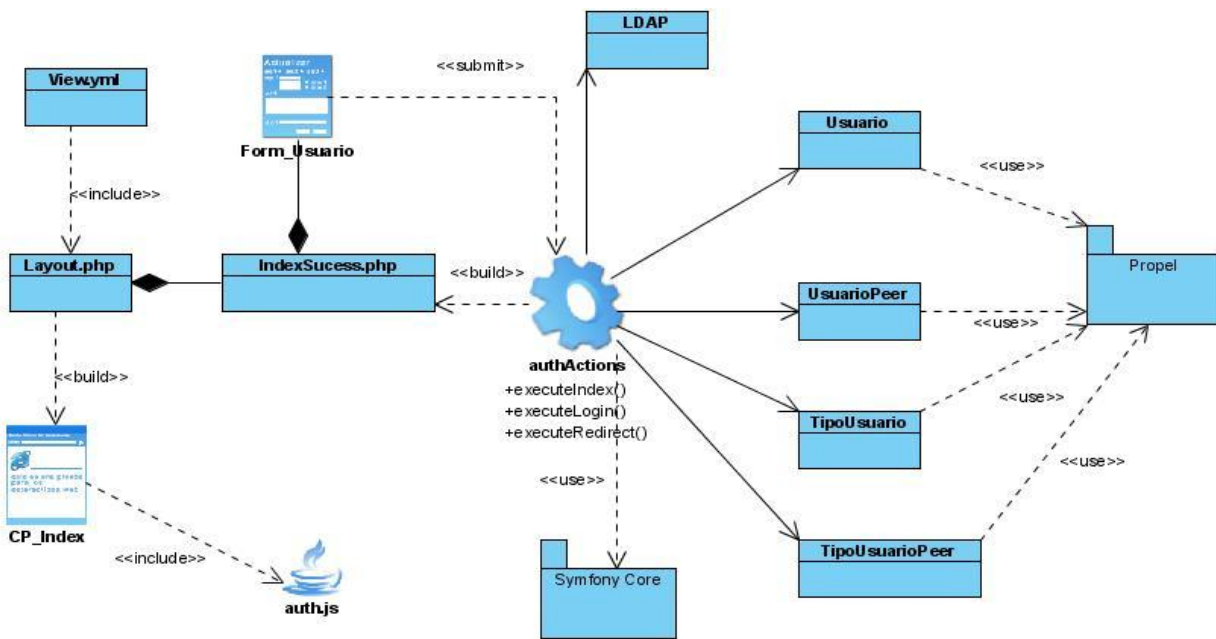 LDAP
<<submit>>
View.yml
Actualizar
Form_Usuario
Usuario
<<use>>
<<include>>
Layout.php
IndexSucess.php
<<build>>
Propel
UsuarioPeer
<<use>>
authActions
+executeIndex()
+executeLogin()
+executeRedirect()
<<build>>
TipoUsuario
<<use>>
<<use>>
<<use>>
CP_Index
<<include>>
auth.js
Symfony Core
TipoUsuarioPeer